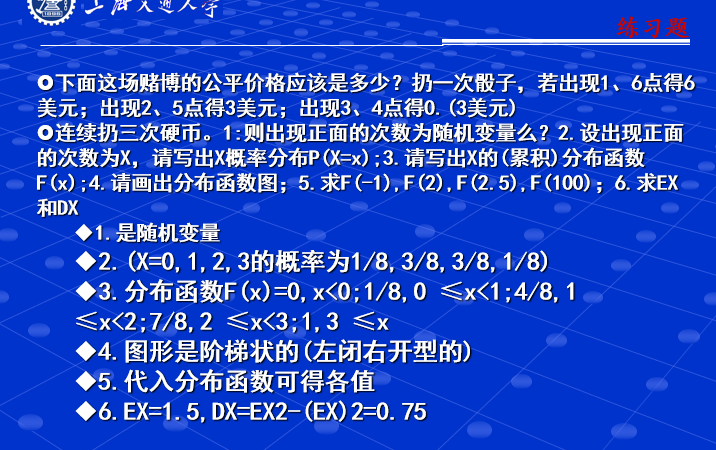 上海交通大学
练习题
下面这场赌博的公平价格应该是多少？扔一次骰子，若出现1、6点得6
美元；出现2、5点得3美元；出现3、4点得0.(3美元)
连续扔三次硬币。1:则出现正面的次数为随机变量么？2.设出现正面
的次数为X，请写出X概率分布P(X=x);3.请写出X的(累积)分布函数
F(x);4.请画出分布函数图；5.求F(-1),F(2),F(2.5),F(100)；6.求EX
和DX
◆1.是随机变量
◆2.(X=0,1,2,3的概率为1/8,3/8,3/8,1/8)
◆3.分布函数F(x)=0,x<0;1/8,0 ≤x<1;4/8,1
≤x<2;7/8,2 ≤x<3;1,3 ≤x
◆4.图形是阶梯状的(左闭右开型的)
◆5.代入分布函数可得各值
◆6.EX=1.5,DX=EX2-(EX)2=0.75